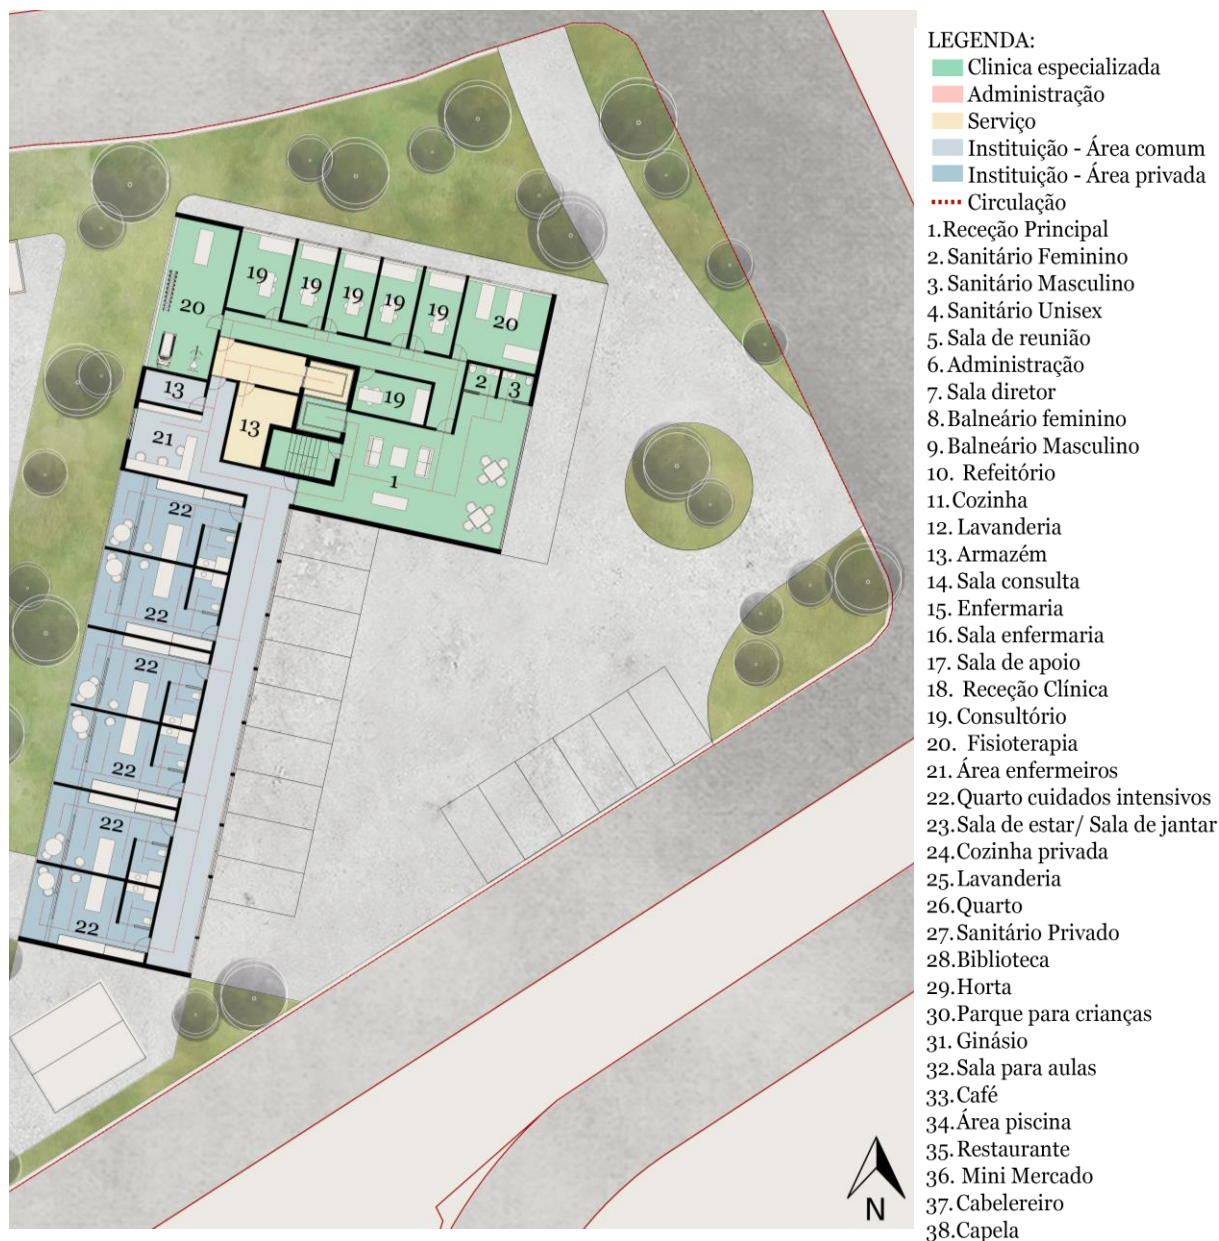 LEGENDA:
Clinica especializada
Administração
Serviço
Instituição - Área comum
Instituição - Área privada
Circulação
1.Receção Principal
2. Sanitário Feminino
3. Sanitário Masculino
4. Sanitário Unisex
5. Sala de reunião
6. Administração
7. Sala diretor
8. Balneário feminino
9. Balneário Masculino
10. Refeitório
11.Cozinha
12. Lavanderia
13. Armazém
14. Sala consulta
15. Enfermaria
16. Sala enfermaria
17. Sala de apoio
18. Receção Clínica
19. Consultório
20. Fisioterapia
21. Área enfermeiros
22.Quarto cuidados intensivos
23.Sala de estar/ Sala de jantar
24.Cozinha privada
25.Lavanderia
26.Quarto
27.Sanitário Privado
28.Biblioteca
29.Horta
30.Parque para crianças
31. Ginásio
32.Sala para aulas
33.Café
34.Área piscina
35.Restaurante
36. Mini Mercado
37.Cabelereiro
38.Capela
19
19
19
19
19
20
20
2
3
13
19
13
21
1
22
22
22
22
22
22
N